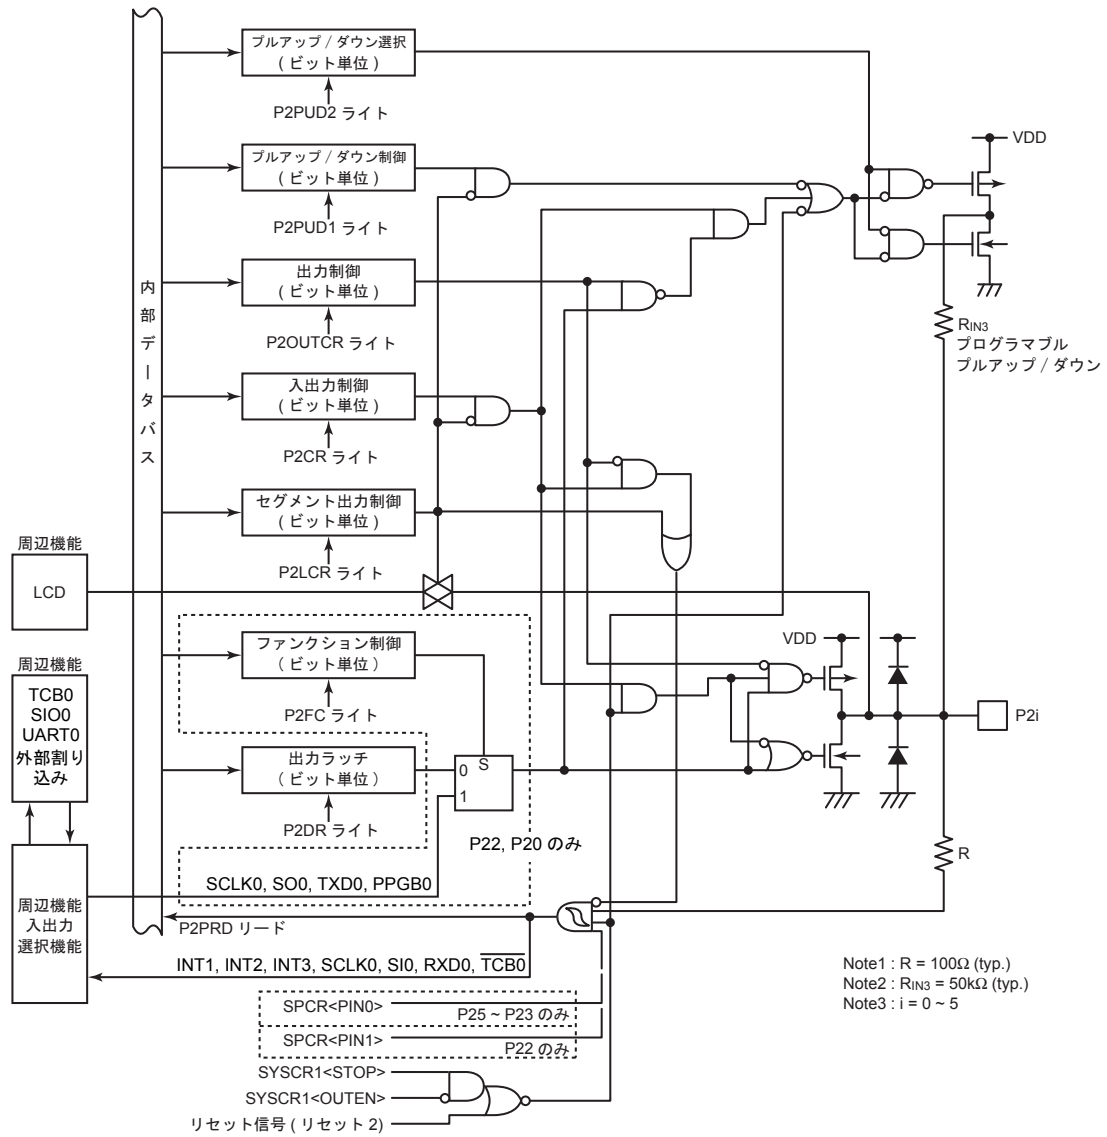 プルアップ / ダウン選択
( ビット単位 )
P2PUD2 ライト
VDD
プルアップ / ダウン制御
( ビット単位 )
P2PUD1 ライト
内部データバス
出力制御
( ビット単位 )
P2OUTCR ライト
RIN3
プログラマブル
プルアップ / ダウン
入出力制御
( ビット単位 )
P2CR ライト
セグメント出力制御
( ビット単位 )
P2LCR ライト
周辺機能
LCD
ファンクション制御
( ビット単位 )
P2FC ライト
VDD
P2i
周辺機能
TCB0
SIO0
UART0
外部割り
込み
出力ラッチ
( ビット単位 )
P2DR ライト
0
S
1
P22, P20 のみ
R
SCLK0, SO0, TXD0, PPGB0
周辺機能
入出力
選択機能
P2PRD リード
INT1, INT2, INT3, SCLK0, SI0, RXD0, TCB0
Note1 : R = 100Ω (typ.)
Note2 : RIN3 = 50kΩ (typ.)
Note3 : i = 0 ~ 5
SPCR<PIN0>
P25 ~ P23 のみ
SPCR<PIN1>
P22 のみ
SYSCR1<STOP>
SYSCR1<OUTEN>
リセット信号 ( リセット 2)